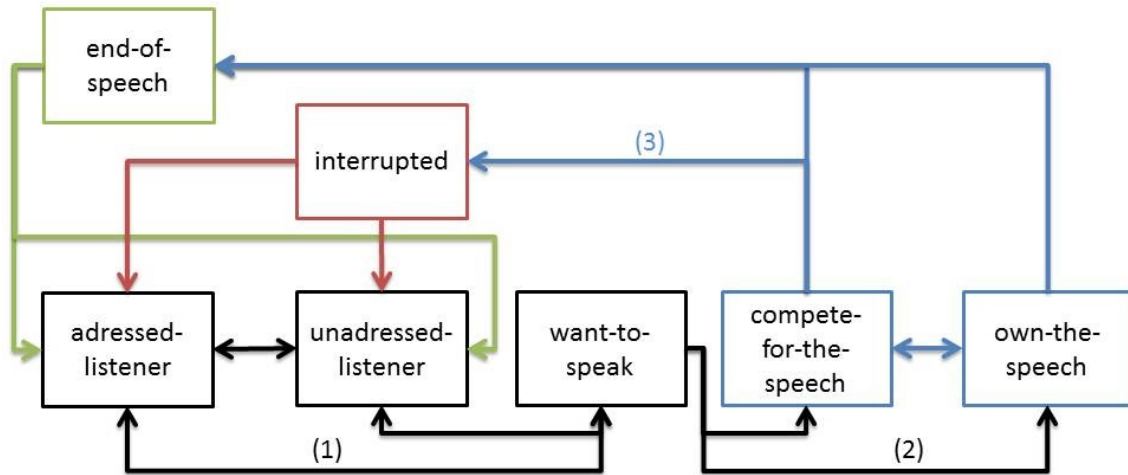 end-of-
speech
interrupted
(3)
adressed-
listener
unadressed-
listener
want-to-
speak
compete-
for-the-
speech
own-the-
speech
(1)
(2)